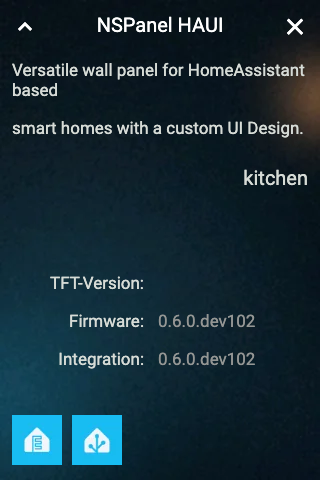 NSPanel HAUI
Versatile wall panel for HomeAssistant
based
smart homes with a custom UI Design.
kitchen
TFT-Version:
Firmware: 0.6.0.dev102
Integration: 0.6.0.dev102